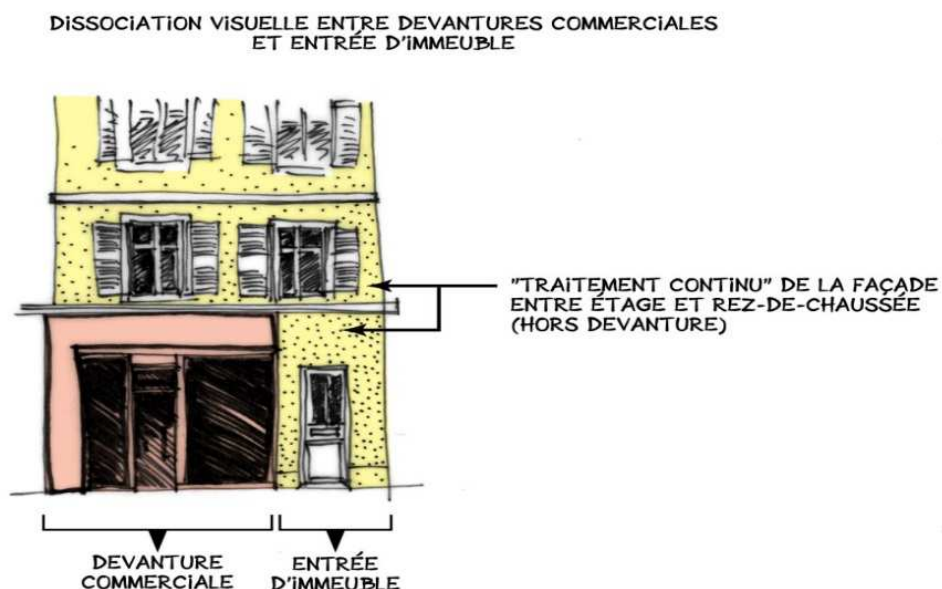 DISSOCIATION VISUELLE ENTRE DEVANTURES COMMERCIALES
ET ENTRÉE D'IMMEUBLE
"TRAITEMENT CONTINU" DE LA FAÇADE
ENTRE ÉTAGE ET REZ-DE-CHAUSSÉE
(HORS DEVANTURE)
DEVANTURE
COMMERCIALE
ENTRÉE
D'IMMEUBLE